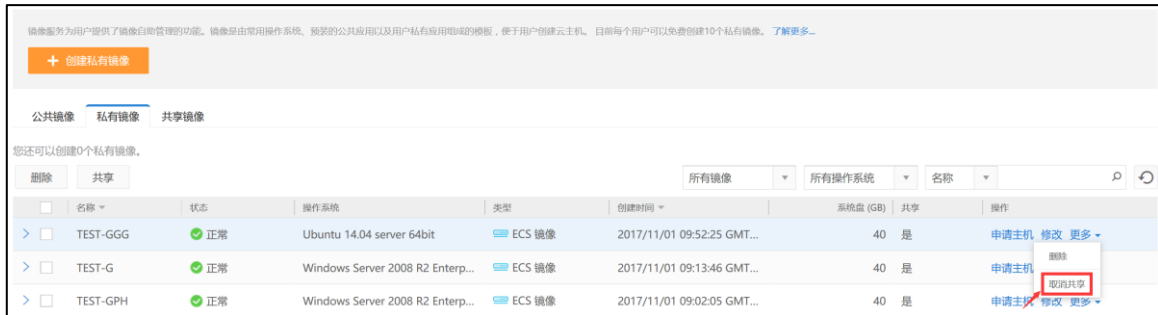 镜像服务为用户提供了镜像自助管理的功能。镜像是由常用操作系统、预装的公共应用以及用户私有应用组成的模板，便于用户创建云主机。 目前每个用户可以免费创建10个私有镜像。 了解更多...
+ 创建私有镜像
公共镜像 私有镜像 共享镜像
您还可以创建0个私有镜像。
删除 共享 所有镜像 所有操作系统 名称
名称 状态 操作系统 类型 创建时间 系统盘 (GB) 共享 操作
TEST-GGG 正常 Ubuntu 14.04 server 64bit ECS 镜像 2017/11/01 09:52:25 GMT... 40 是 申请主机 修改 更多
删除
TEST-G 正常 Windows Server 2008 R2 Enterp... ECS 镜像 2017/11/01 09:13:46 GMT... 40 是 申请主机
取消共享
TEST-GPH 正常 Windows Server 2008 R2 Enterp... ECS 镜像 2017/11/01 09:02:05 GMT... 40 是 申请主机 修改 更多